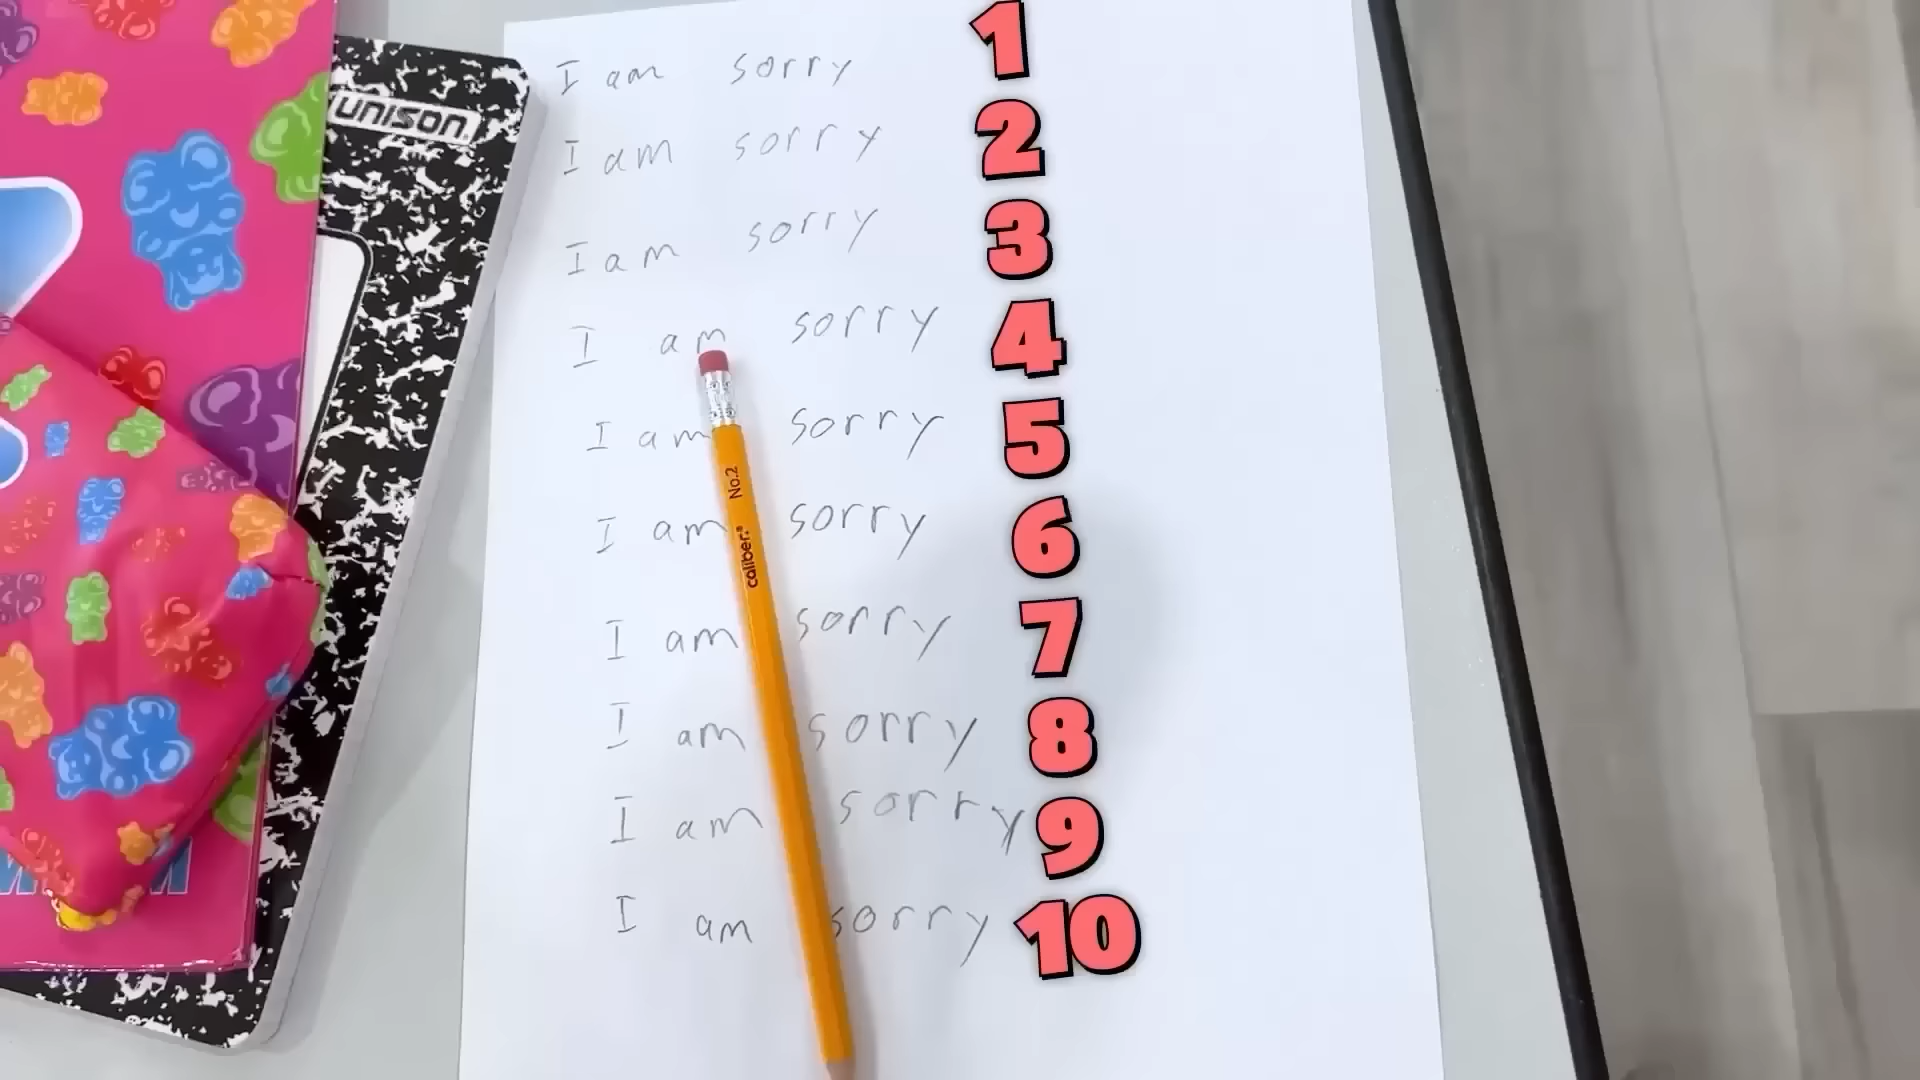 I am sorry 1
UNISON
I am sorry 2
I am sorry 3
I am sorry 4
I am sorry 5
No.2
I am sorry 6
caliber.®
I am sorry 7
I am sorry 8
I am sorry 9
I am sorry 10